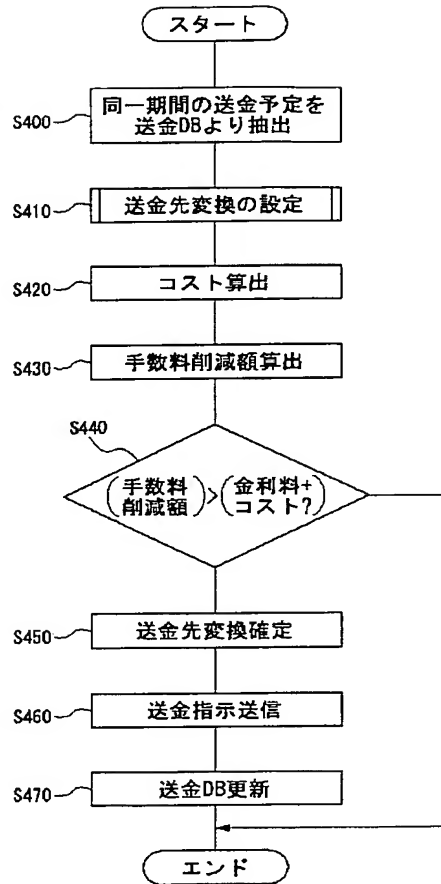 スタート
S400
同一期間の送金予定を
送金DBより抽出
S410
送金先変換の設定
S420
コスト算出
S430
手数料削減額算出
S440
(手数料削減額)>(金利料+コスト?)
S450
送金先変換確定
S460
送金指示送信
S470
送金DB更新
エンド